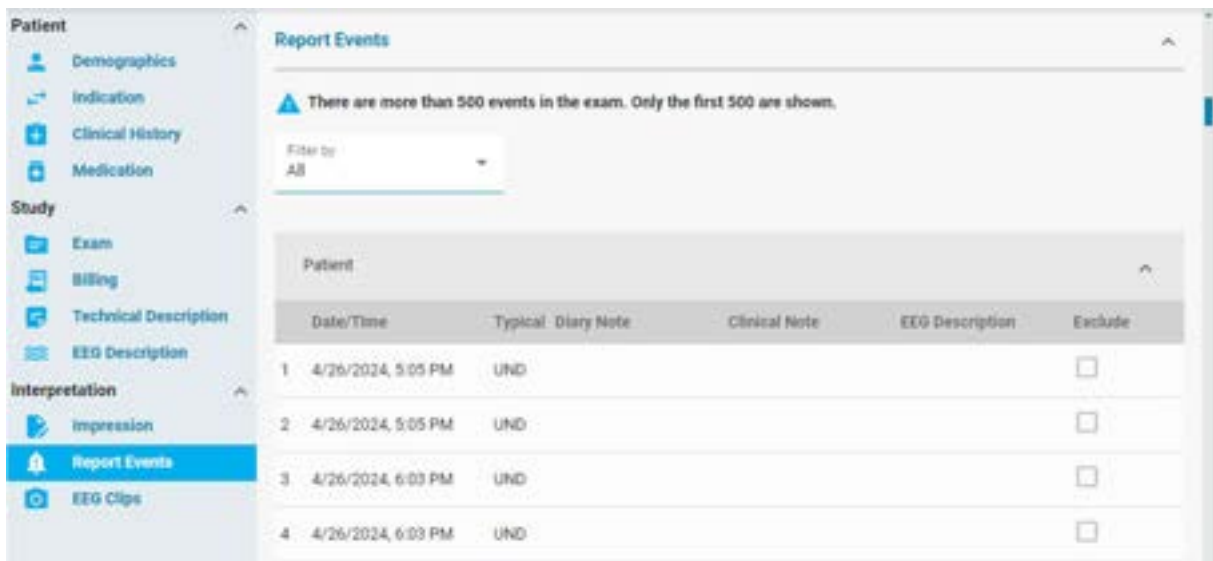 Patient
Demographics
Indication
Clinical History
Medication
Study
Exam
Billing
Technical Description
EEG Description
Interpretation
Impression
Report Events
EEG Clips
Report Events
There are more than 500 events in the exam. Only the first 500 are shown.
Filter by
All
Patient
Date/Time Typical Diary Note Clinical Note EEG Description Exclude
1 4/26/2024, 5:05 PM UND
2 4/26/2024, 5:05 PM UND
3 4/26/2024, 6:03 PM UND
4 4/26/2024, 6:03 PM UND